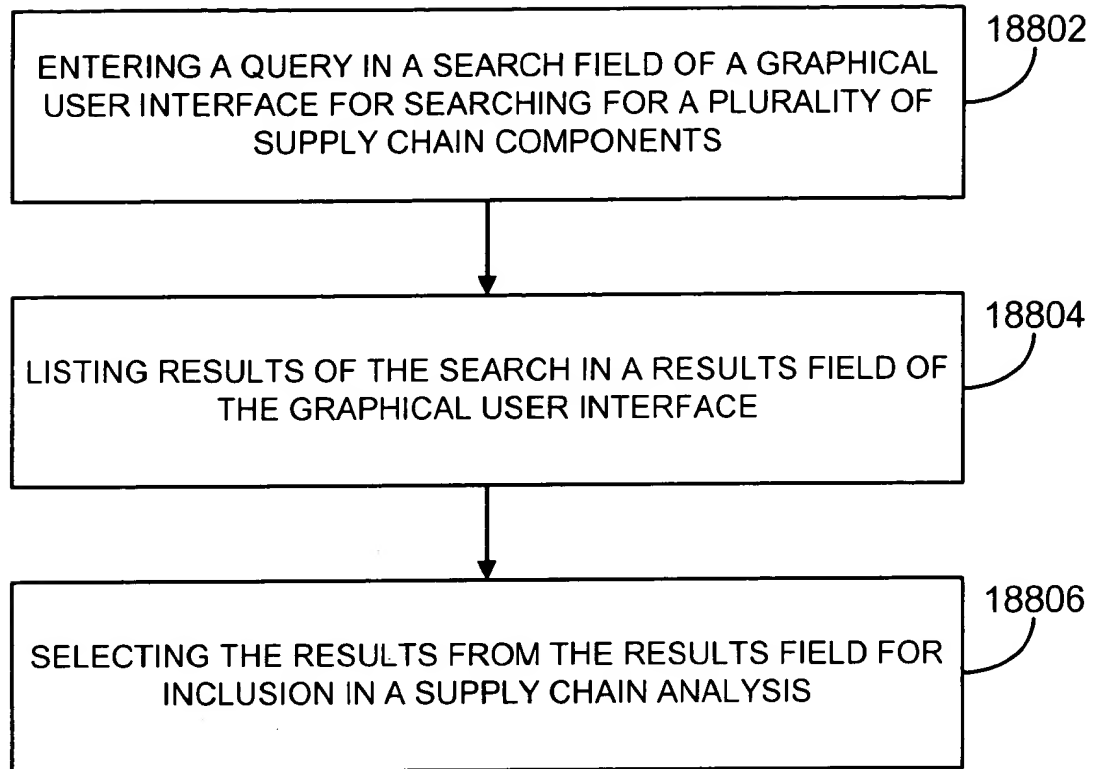 18802
ENTERING A QUERY IN A SEARCH FIELD OF A GRAPHICAL
USER INTERFACE FOR SEARCHING FOR A PLURALITY OF
SUPPLY CHAIN COMPONENTS
18804
LISTING RESULTS OF THE SEARCH IN A RESULTS FIELD OF
THE GRAPHICAL USER INTERFACE
18806
SELECTING THE RESULTS FROM THE RESULTS FIELD FOR
INCLUSION IN A SUPPLY CHAIN ANALYSIS